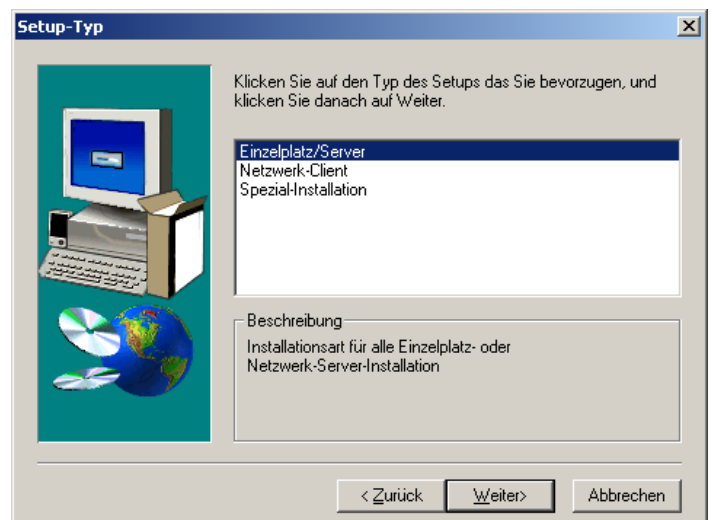 Setup-Typ
Klicken Sie auf den Typ des Setups das Sie bevorzugen, und
klicken Sie danach auf Weiter.
Einzelplatz/Server
Netzwerk-Client
Spezial-Installation
Beschreibung
Installationsart für alle Einzelplatz- oder
Netzwerk-Server-Installation
< Zurück Weiter> Abbrechen